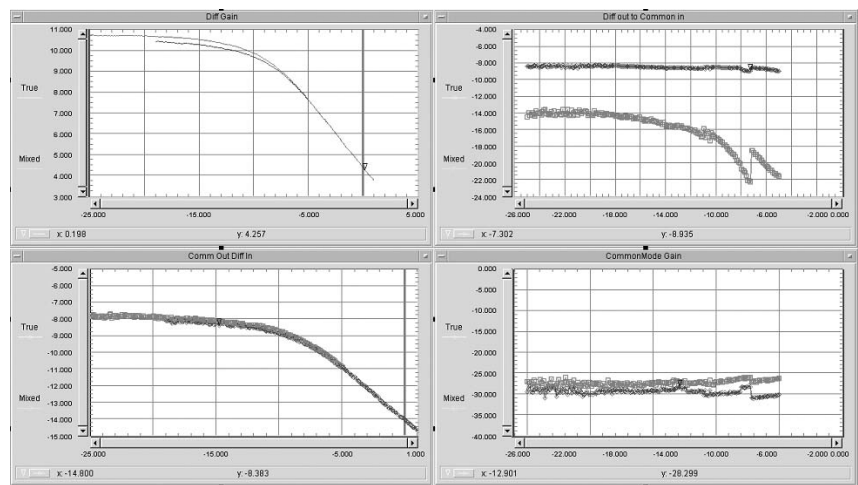 Diff Gain
11.000
10.000
9.000
8.000
7.000
6.000
5.000
4.000
3.000
True
Mixed
-25.000 -15.000 -5.000 5.000
x: 0.198 y: 4.257
Diff out to Common in
-4.000
-6.000
-8.000
-10.000
-12.000
-14.000
-16.000
-18.000
-20.000
-22.000
-24.000
True
Mixed
-26.000 -22.000 -18.000 -14.000 -10.000 -6.000 -2.000 0.000
x: -7.302 y: -8.935
Comm Out Diff In
-5.000
-6.000
-7.000
-8.000
-9.000
-10.000
-11.000
-12.000
-13.000
-14.000
-15.000
True
Mixed
-25.000 -15.000 -5.000 1.000
x: -14.800 y: -8.383
CommonMode Gain
0.000
-5.000
-10.000
-15.000
-20.000
-25.000
-30.000
-35.000
-40.000
True
Mixed
-26.000 -22.000 -18.000 -14.000 -10.000 -6.000 -2.000 0.000
x: -12.901 y: -28.299